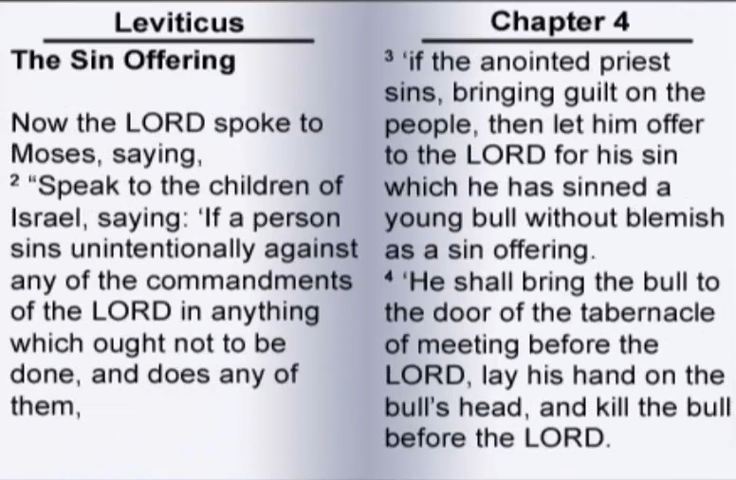 Leviticus
The Sin Offering
Now the LORD spoke to
Moses, saying,
² “Speak to the children of
Israel, saying: ‘If a person
sins unintentionally against
any of the commandments
of the LORD in anything
which ought not to be
done, and does any of
them,
Chapter 4
³ ‘if the anointed priest
sins, bringing guilt on the
people, then let him offer
to the LORD for his sin
which he has sinned a
young bull without blemish
as a sin offering.
⁴ ‘He shall bring the bull to
the door of the tabernacle
of meeting before the
LORD, lay his hand on the
bull's head, and kill the bull
before the LORD.